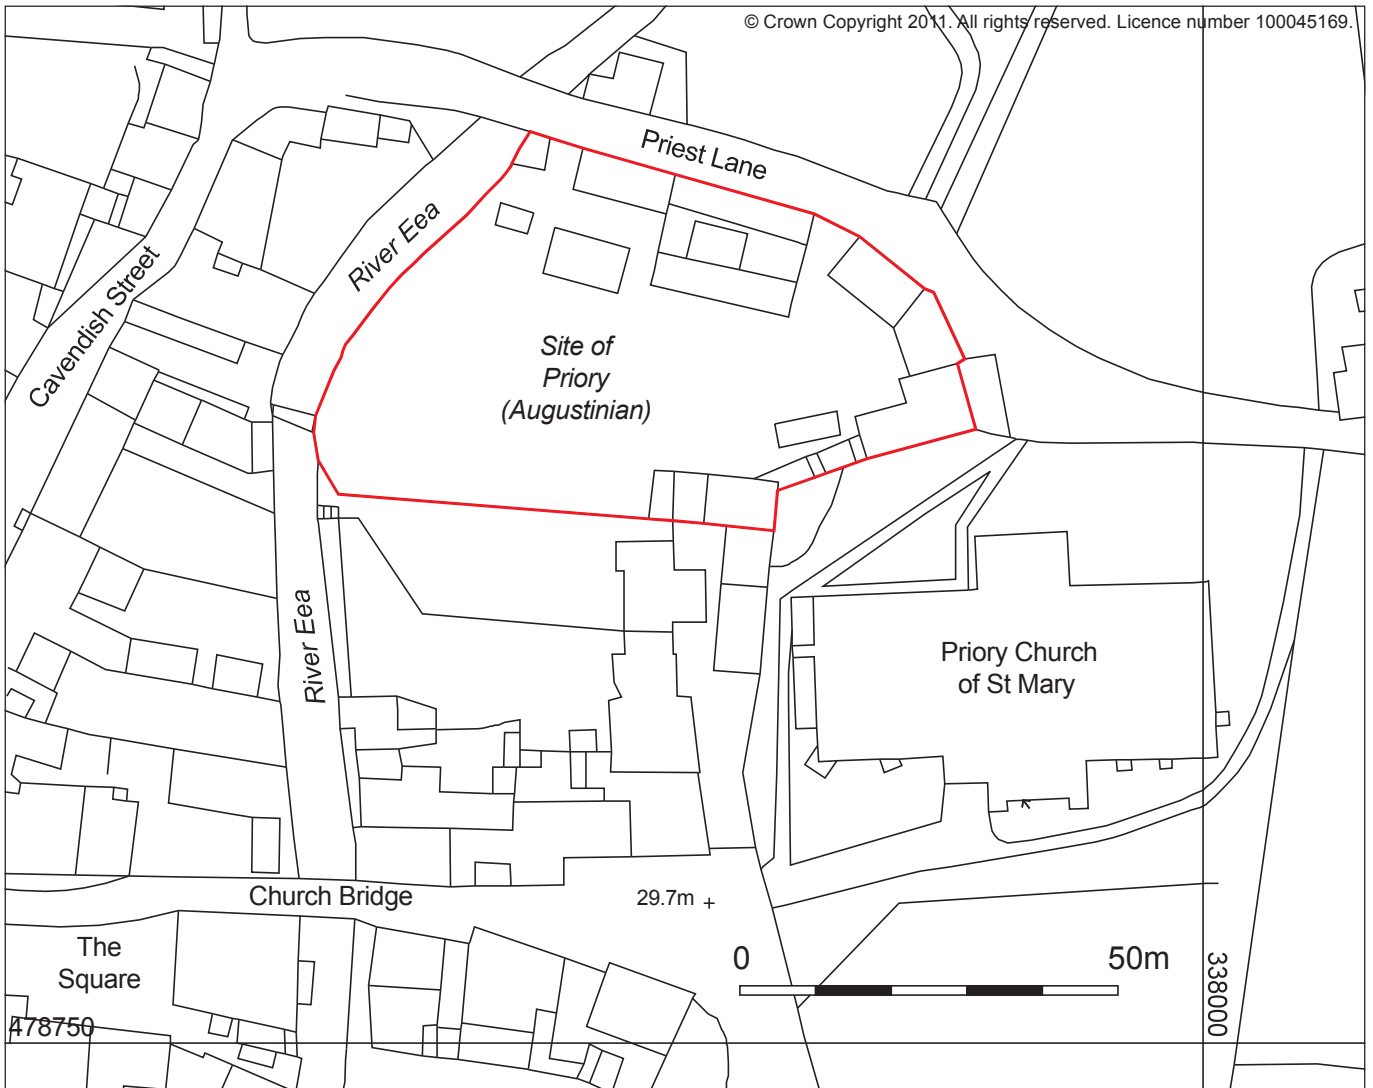 © Crown Copyright 2011. All rights reserved. Licence number 100045169.
Priest Lane
River Eea
Cavendish Street
Site of
Priory
(Augustinian)
River Eea
Priory Church
of St Mary
Church Bridge
29.7m +
The
Square
0
50m
338000
478750